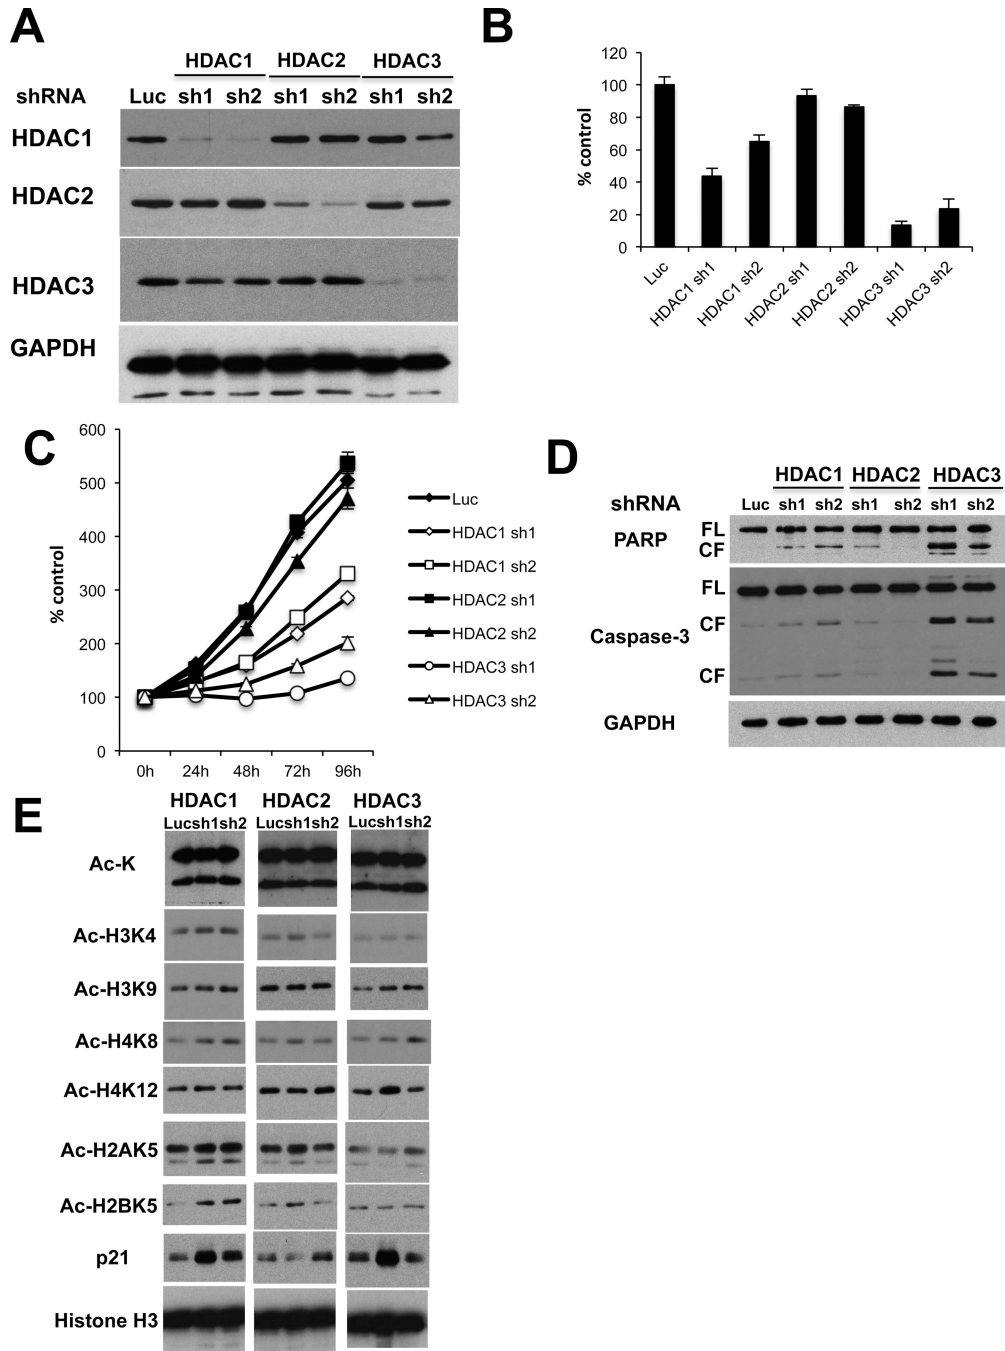 A
HDAC1 HDAC2 HDAC3
shRNA Luc sh1 sh2 sh1 sh2 sh1 sh2
HDAC1
HDAC2
HDAC3
GAPDH
B
% control
120
100
80
60
40
20
0
Luc
HDAC1 sh1
HDAC1 sh2
HDAC2 sh1
HDAC2 sh2
HDAC3 sh1
HDAC3 sh2
C
% control
600
500
400
300
200
100
0
0h 24h 48h 72h 96h
Luc
HDAC1 sh1
HDAC1 sh2
HDAC2 sh1
HDAC2 sh2
HDAC3 sh1
HDAC3 sh2
D
HDAC1 HDAC2 HDAC3
shRNA Luc sh1 sh2 sh1 sh2 sh1 sh2
PARP
FL
CF
Caspase-3
FL
CF
CF
GAPDH
E
HDAC1 HDAC2 HDAC3
Lucsh1sh2 Lucsh1sh2 Lucsh1sh2
Ac-K
Ac-H3K4
Ac-H3K9
Ac-H4K8
Ac-H4K12
Ac-H2AK5
Ac-H2BK5
p21
Histone H3